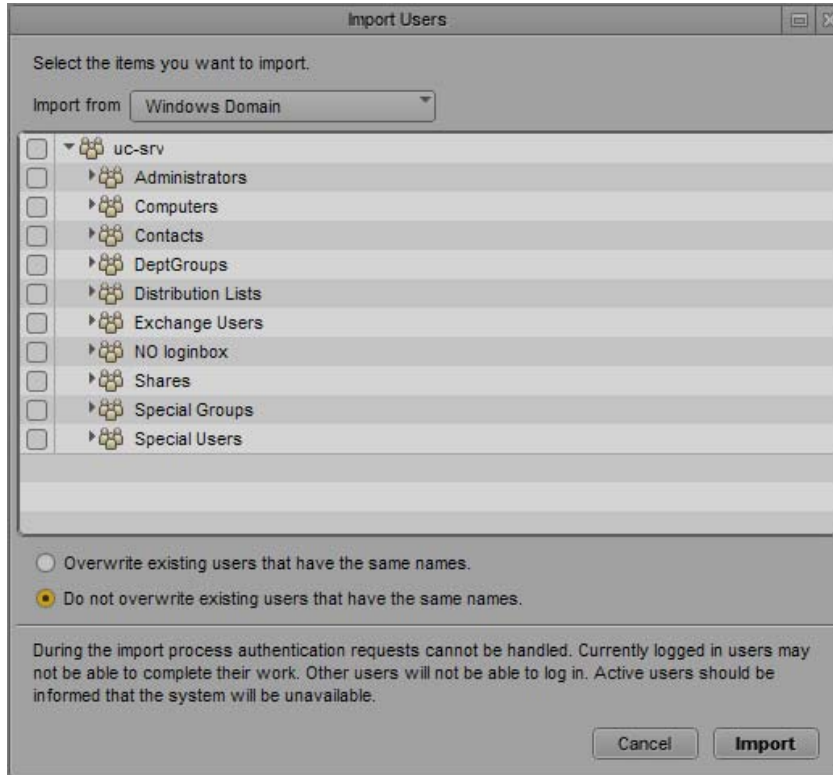 Import Users
Select the items you want to import.
Import from Windows Domain
uc-srv
Administrators
Computers
Contacts
DeptGroups
Distribution Lists
Exchange Users
NO loginbox
Shares
Special Groups
Special Users
Overwrite existing users that have the same names.
Do not overwrite existing users that have the same names.
During the import process authentication requests cannot be handled. Currently logged in users may
not be able to complete their work. Other users will not be able to log in. Active users should be
informed that the system will be unavailable.
Cancel Import